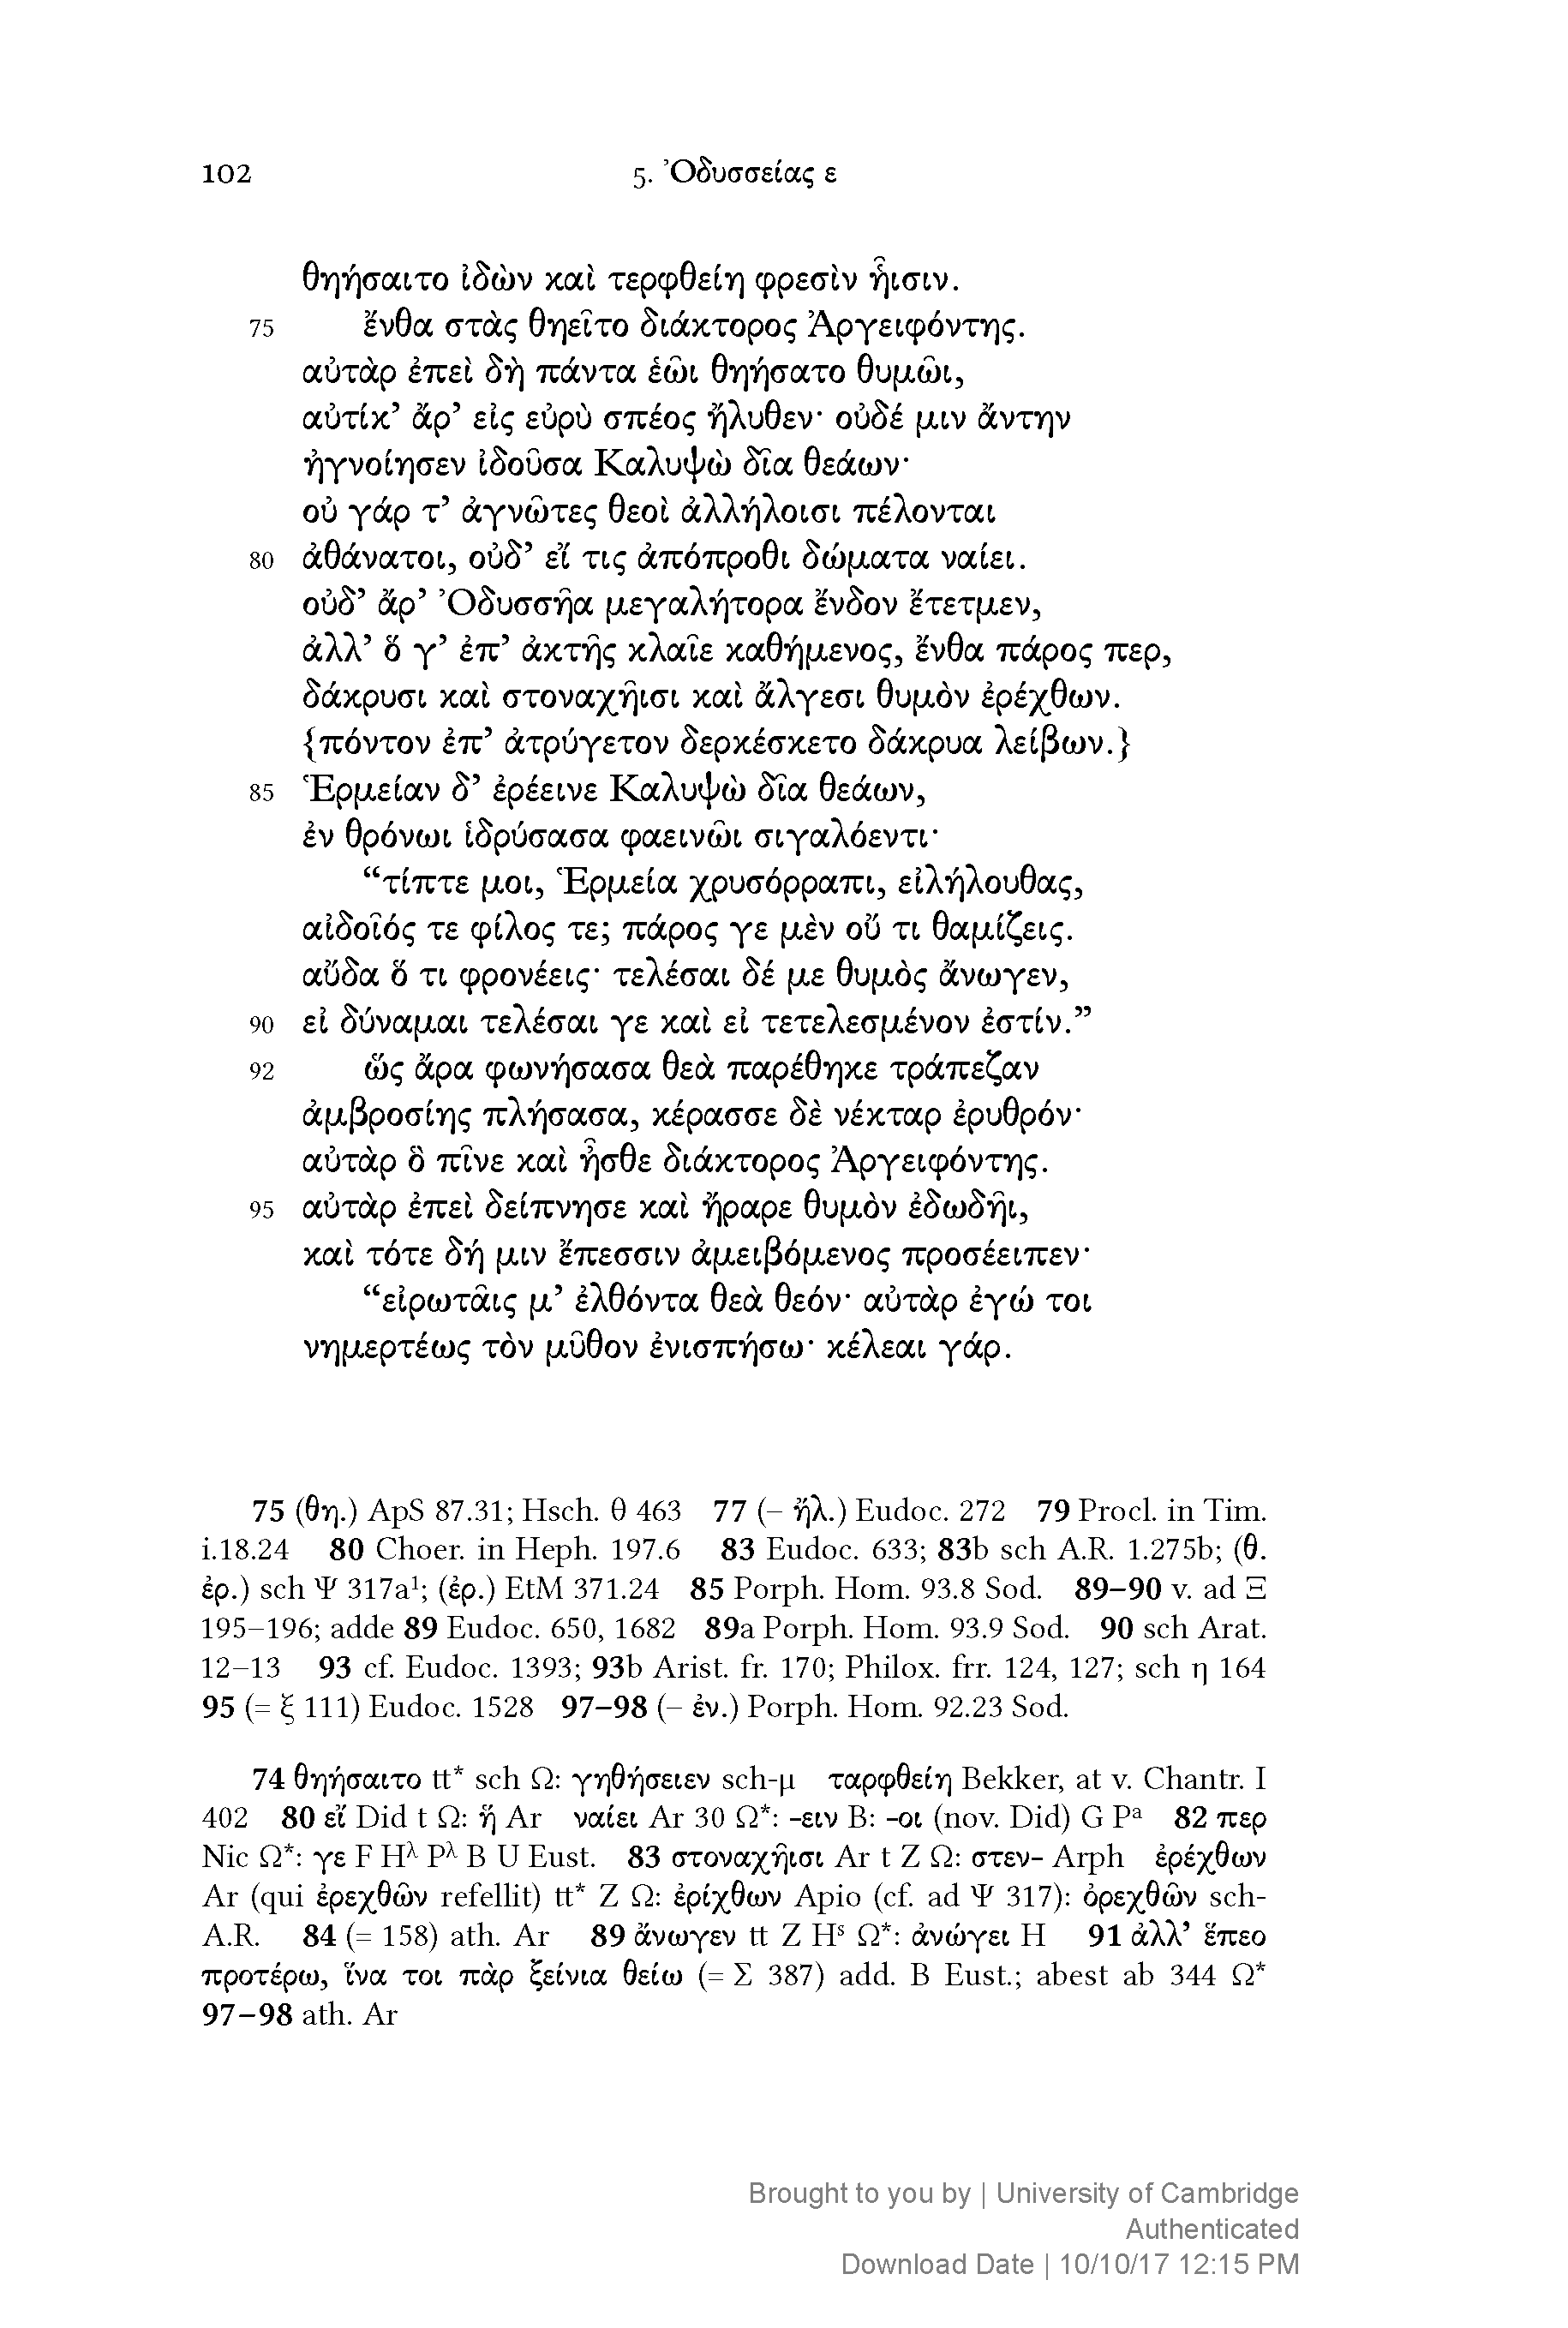 102 5. Ὀδυσσείας ε
θηήσαιτο ἰδὼν καὶ τερφθείη φρεσὶν ἧισιν.
75 ἔνθα στὰς θηεῖτο διάκτορος Ἀργειφόντης.
αὐτὰρ ἐπεὶ δὴ πάντα ἑῶι θηήσατο θυμῶι,
αὐτίκ’ ἄρ’ εἰς εὐρὺ σπέος ἤλυθεν· οὐδέ μιν ἄντην
ἠγνοίησεν ἰδοῦσα Καλυψὼ δῖα θεάων·
οὐ γάρ τ’ ἀγνῶτες θεοὶ ἀλλήλοισι πέλονται
80 ἀθάνατοι, οὐδ’ εἴ τις ἀπόπροθι δώματα ναίει.
οὐδ’ ἄρ’ Ὀδυσσῆα μεγαλήτορα ἔνδον ἔτετμεν,
ἀλλ’ ὅ γ’ ἐπ’ ἀκτῆς κλαῖε καθήμενος, ἔνθα πάρος περ,
δάκρυσι καὶ στοναχῆισι καὶ ἄλγεσι θυμὸν ἐρέχθων.
{πόντον ἐπ’ ἀτρύγετον δερκέσκετο δάκρυα λείβων.}
85 Ἑρμείαν δ’ ἐρέεινε Καλυψὼ δῖα θεάων,
ἐν θρόνωι ἱδρύσασα φαεινῶι σιγαλόεντι·
“τίπτε μοι, Ἑρμεία χρυσόρραπι, εἰλήλουθας,
αἰδοῖός τε φίλος τε; πάρος γε μὲν οὔ τι θαμίζεις.
αὔδα ὅ τι φρονέεις· τελέσαι δέ με θυμὸς ἄνωγεν,
90 εἰ δύναμαι τελέσαι γε καὶ εἰ τετελεσμένον ἐστίν.”
92 ὣς ἄρα φωνήσασα θεὰ παρέθηκε τράπεζαν
ἀμβροσίης πλήσασα, κέρασσε δὲ νέκταρ ἐρυθρόν·
αὐτὰρ ὃ πῖνε καὶ ἦσθε διάκτορος Ἀργειφόντης.
95 αὐτὰρ ἐπεὶ δείπνησε καὶ ἤραρε θυμὸν ἐδωδῆι,
καὶ τότε δή μιν ἔπεσσιν ἀμειβόμενος προσέειπεν·
“εἰρωτᾶις μ’ ἐλθόντα θεὰ θεόν· αὐτὰρ ἐγώ τοι
νημερτέως τὸν μῦθον ἐνισπήσω· κέλεαι γάρ.
75 (θη.) ApS 87.31; Hsch. θ 463 77 (– ἤλ.) Eudoc. 272 79 Procl. in Tim.
i.18.24 80 Choer. in Heph. 197.6 83 Eudoc. 633; 83b sch A.R. 1.275b; (θ.
ἐρ.) sch Ψ 317a¹; (ἐρ.) EtM 371.24 85 Porph. Hom. 93.8 Sod. 89–90 v. ad Ξ
195–196; adde 89 Eudoc. 650, 1682 89a Porph. Hom. 93.9 Sod. 90 sch Arat.
12–13 93 cf. Eudoc. 1393; 93b Arist. fr. 170; Philox. frr. 124, 127; sch η 164
95 (= ξ 111) Eudoc. 1528 97–98 (– ἐν.) Porph. Hom. 92.23 Sod.
74 θηήσαιτο tt* sch Ω: γηθήσειεν sch-μ ταρφθείη Bekker, at v. Chantr. I
402 80 εἴ Did t Ω: ἤ Ar ναίει Ar 30 Ω*: -ειν B: -οι (nov. Did) G Pᵃ 82 περ
Nic Ω*: γε F Hλ Pλ B U Eust. 83 στοναχῆισι Ar t Z Ω: στεν- Arph ἐρέχθων
Ar (qui ἐρεχθῶν refellit) tt* Z Ω: ἐρίχθων Apio (cf. ad Ψ 317): ὀρεχθῶν sch-
A.R. 84 (= 158) ath. Ar 89 ἄνωγεν tt Z Hˢ Ω*: ἀνώγει H 91 ἀλλ’ ἕπεο
προτέρω, ἵνα τοι πὰρ ξείνια θείω (= Σ 387) add. B Eust.; abest ab 344 Ω*
97–98 ath. Ar
Brought to you by | University of Cambridge
Authenticated
Download Date | 10/10/17 12:15 PM